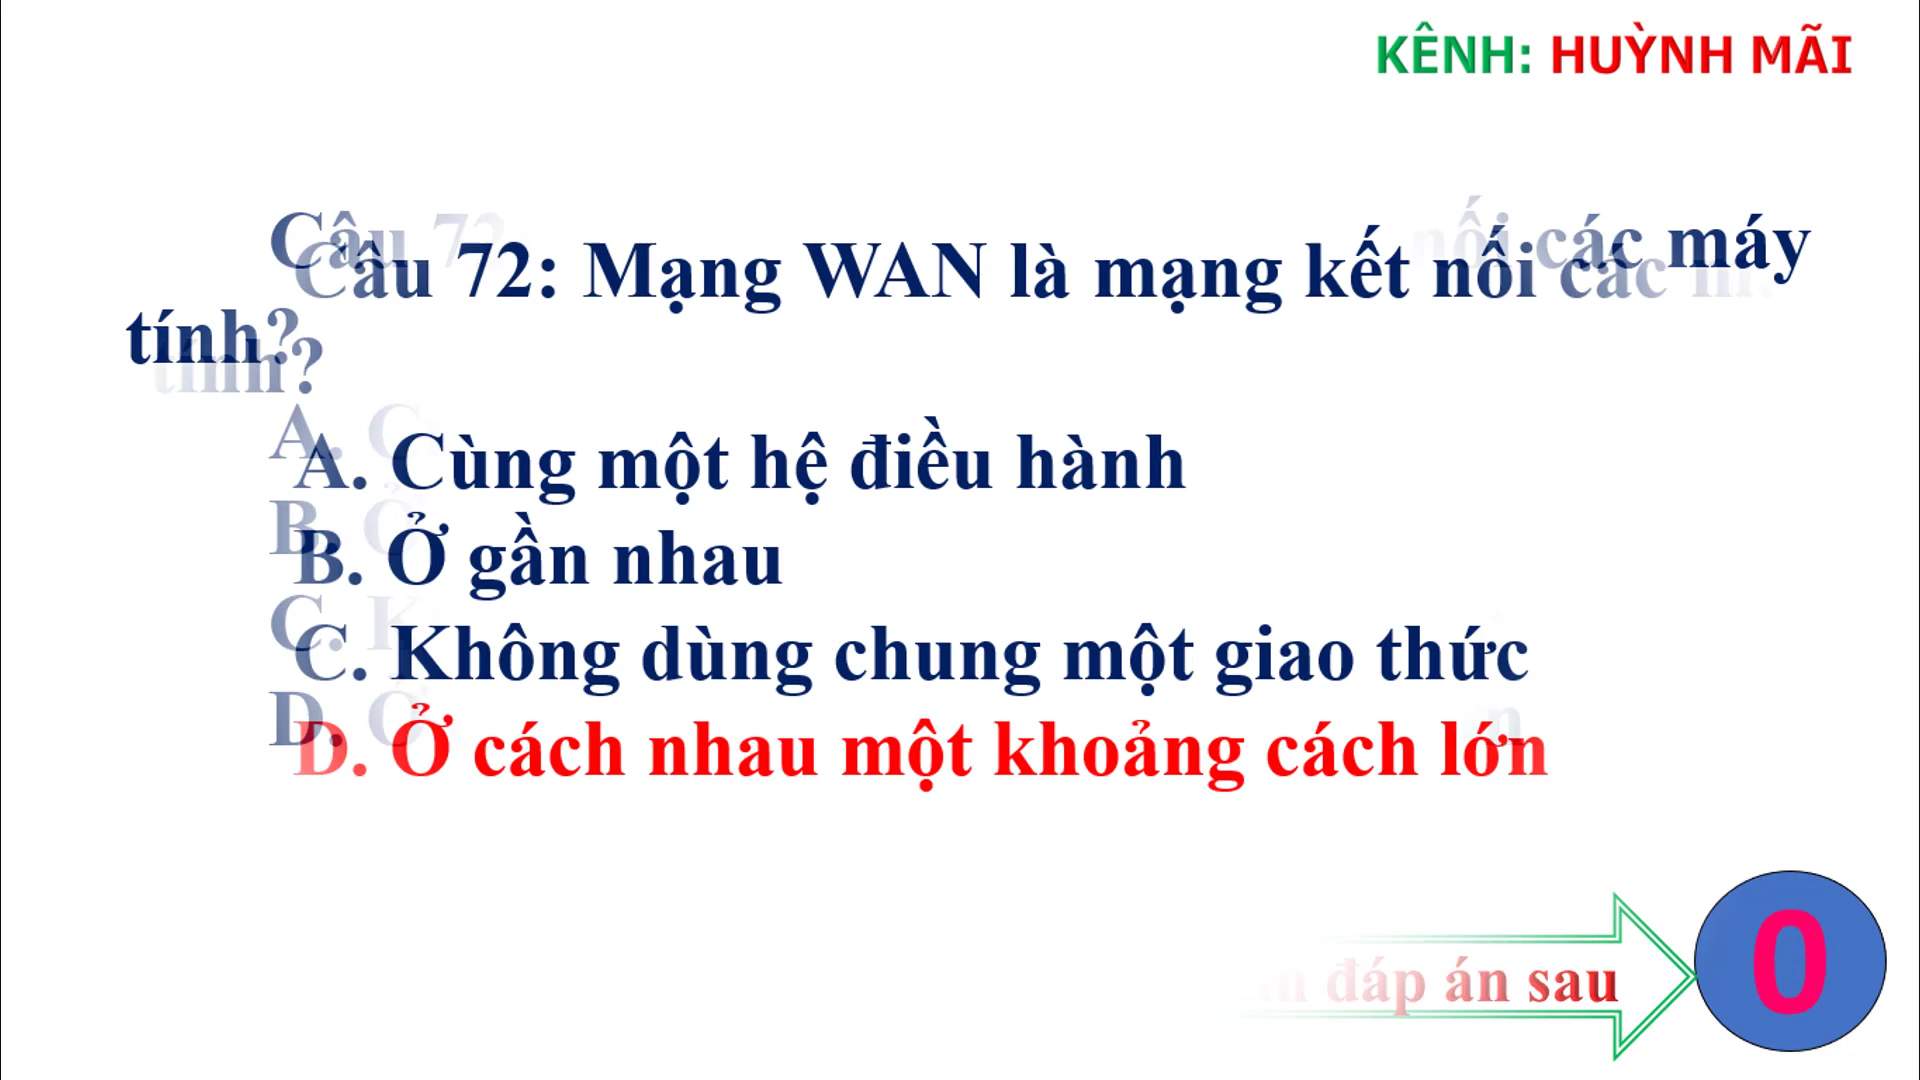 KÊNH: HUỲNH MÃI
Câu 72: Mạng WAN là mạng kết nối các máy
tính?
A. Cùng một hệ điều hành
B. Ở gần nhau
C. Không dùng chung một giao thức
D. Ở cách nhau một khoảng cách lớn
đáp án sau
0